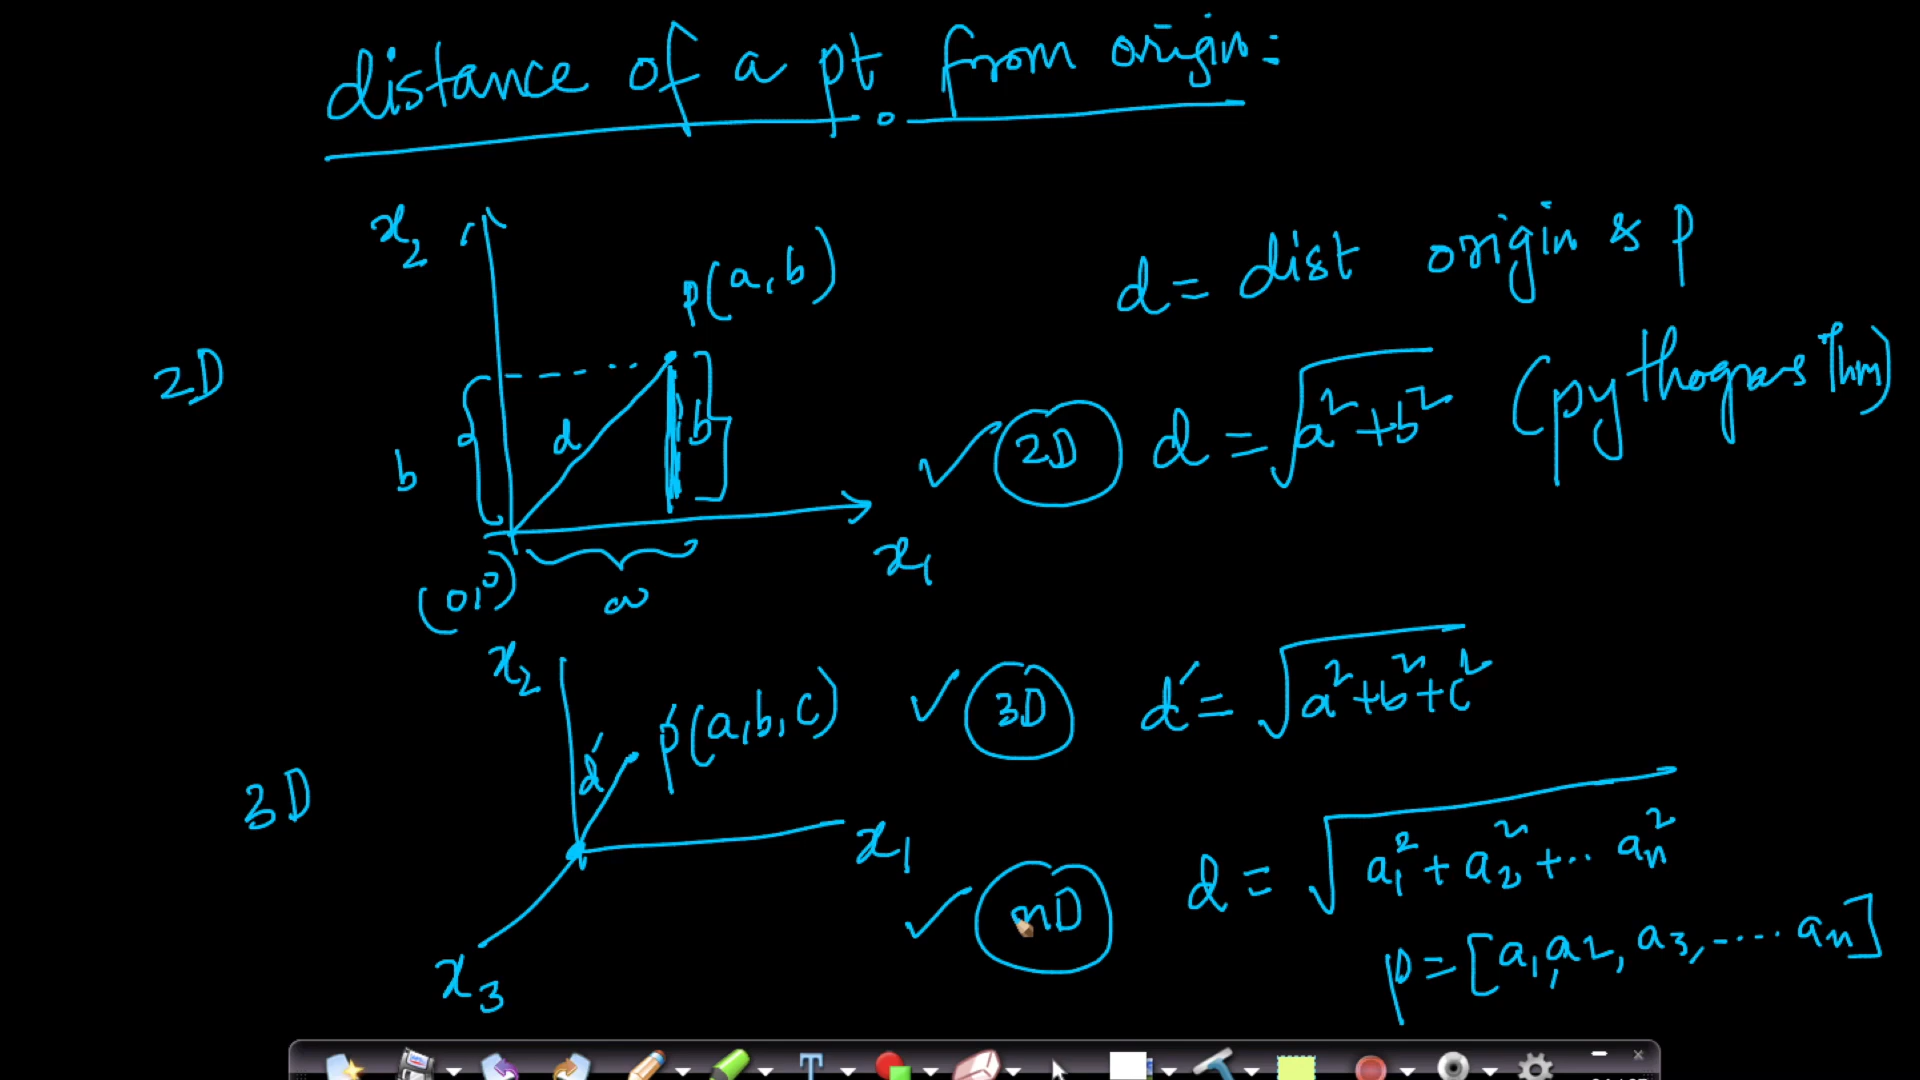 distance of a pt. from origin:
x₂
p(a,b)
d = dist origin & p
2D
b
d
b
2D d = √a²+b² (pythogras Thm)
(0,0)
a
x₁
x₂
p'(a,b,c)
3D d' = √a²+b²+c²
3D
d'
x₁
nD d = √a₁²+a₂²+... aₙ²
x₃
p = [a₁,a₂,a₃,.... aₙ]
T